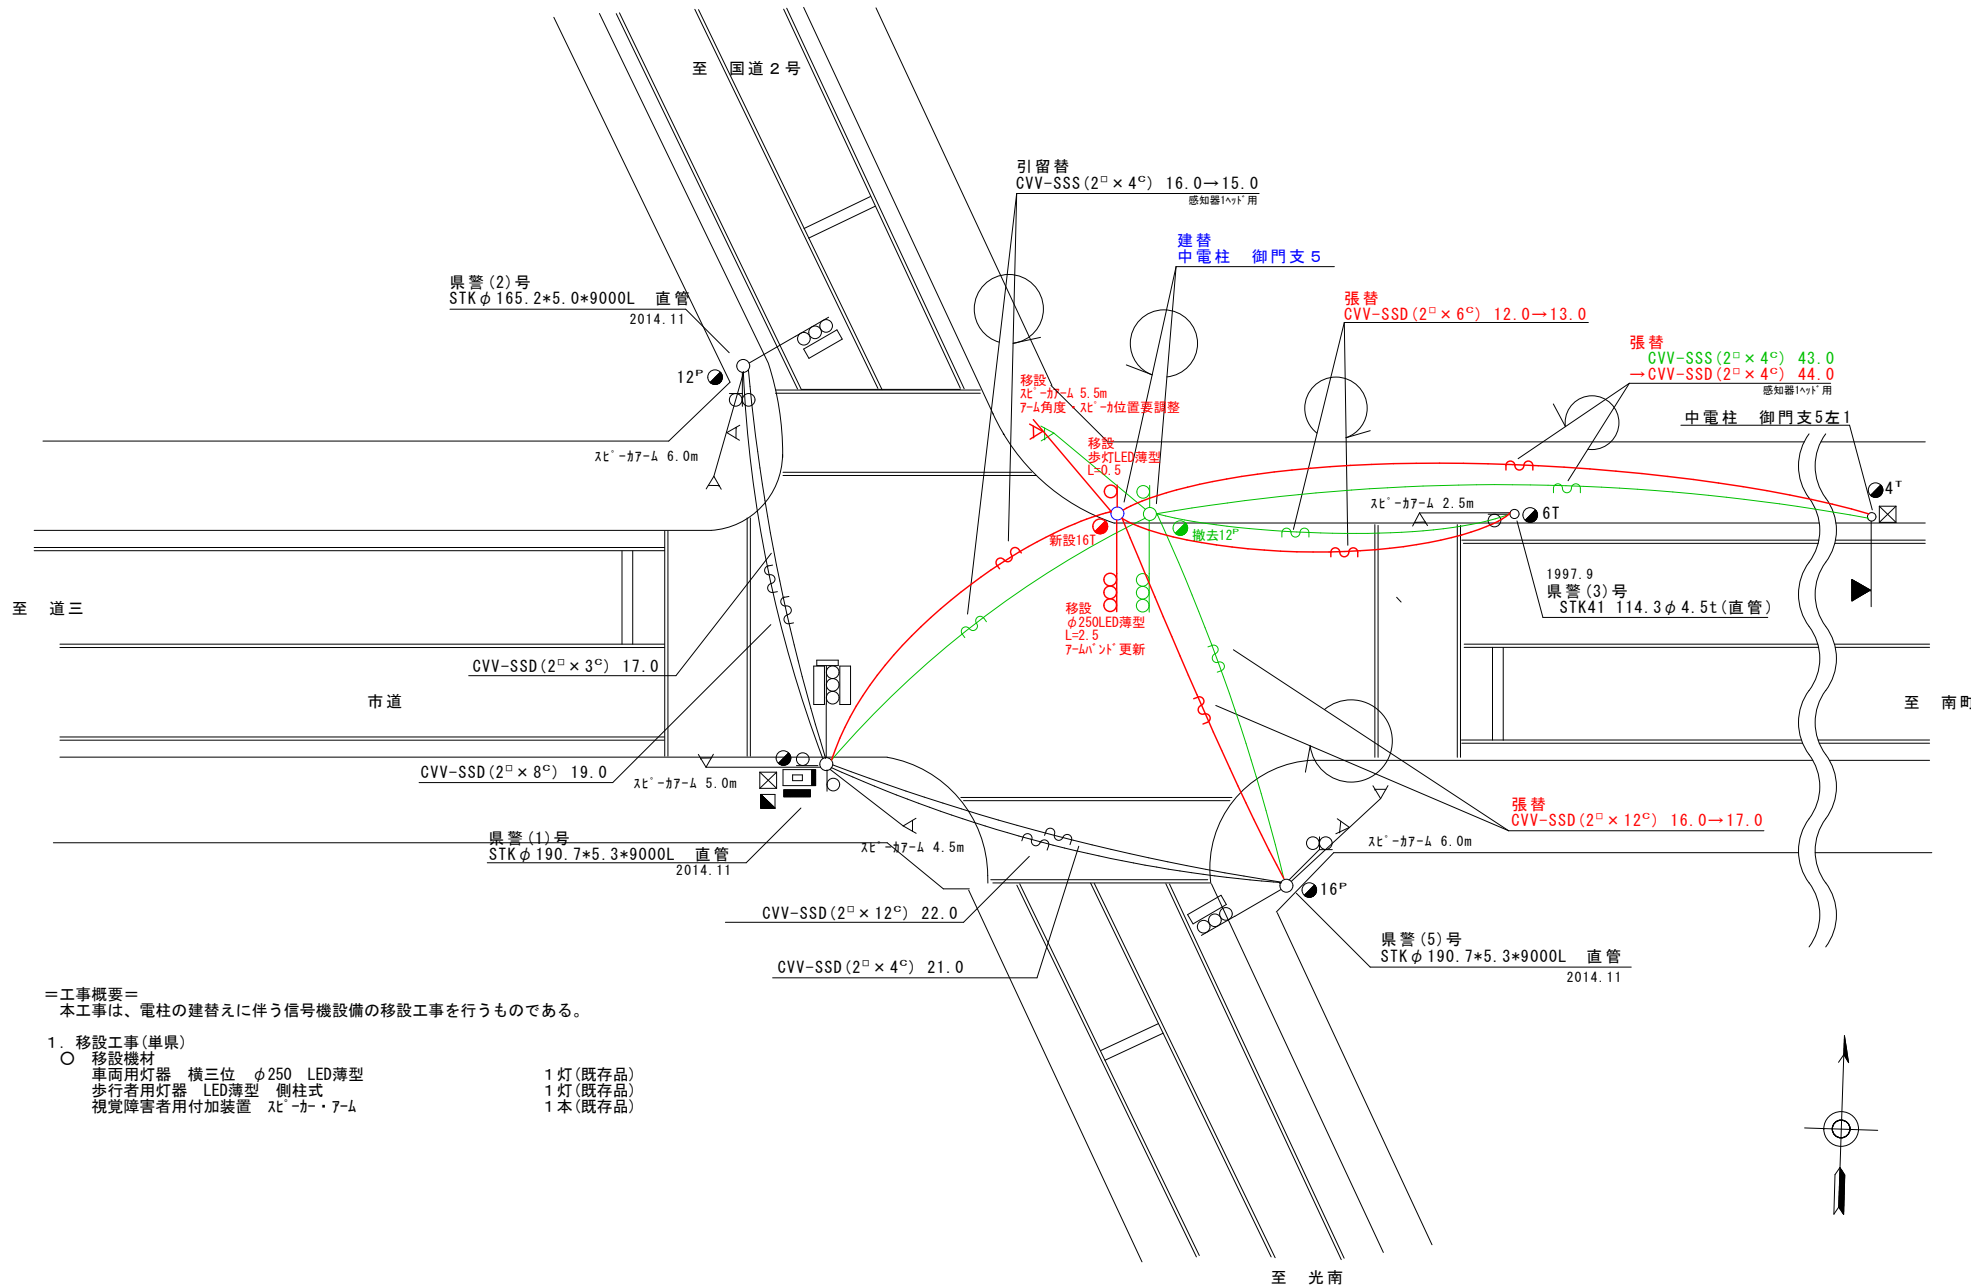 至　国道２号
引留替
CVV-SSS(2□×4C) 16.0→15.0
感知器1ﾍｯﾄﾞ用
建替
中電柱　御門支５
県警(2)号
STKφ165.2*5.0*9000L　直管
2014.11
張替
CVV-SSD(2□×6C) 12.0→13.0
張替
CVV-SSS(2□×4C) 43.0
→CVV-SSD(2□×4C) 44.0
感知器1ﾍｯﾄﾞ用
中電柱　御門支5左1
12P
移設
ｽﾋﾟｰｶｱｰﾑ 5.5m
ｱｰﾑ角度・ｽﾋﾟｰｶ位置要調整
ｽﾋﾟｰｶｱｰﾑ 6.0m
移設
歩灯LED薄型
L=0.5
ｽﾋﾟｰｶｱｰﾑ 2.5m
6T
4T
新設16T
撤去12P
1997.9
県警(3)号
STK41 114.3φ4.5t(直管)
至　道三
移設
φ250LED薄型
L=2.5
ｱｰﾑﾊﾞﾝﾄﾞ更新
CVV-SSD(2□×3C) 17.0
市道
至　南町
CVV-SSD(2□×8C) 19.0
ｽﾋﾟｰｶｱｰﾑ 5.0m
張替
CVV-SSD(2□×12C) 16.0→17.0
県警(1)号
STKφ190.7*5.3*9000L　直管
2014.11
ｽﾋﾟｰｶｱｰﾑ 4.5m
ｽﾋﾟｰｶｱｰﾑ 6.0m
16P
CVV-SSD(2□×12C) 22.0
CVV-SSD(2□×4C) 21.0
県警(5)号
STKφ190.7*5.3*9000L　直管
2014.11
＝工事概要＝
本工事は、電柱の建替えに伴う信号機設備の移設工事を行うものである。
１．移設工事(単県)
○　移設機材
車両用灯器　横三位　φ250　LED薄型　1灯(既存品)
歩行者用灯器　LED薄型　側柱式　1灯(既存品)
視覚障害者用付加装置　ｽﾋﾟｰｶｰ・ｱｰﾑ　1本(既存品)
至　光南